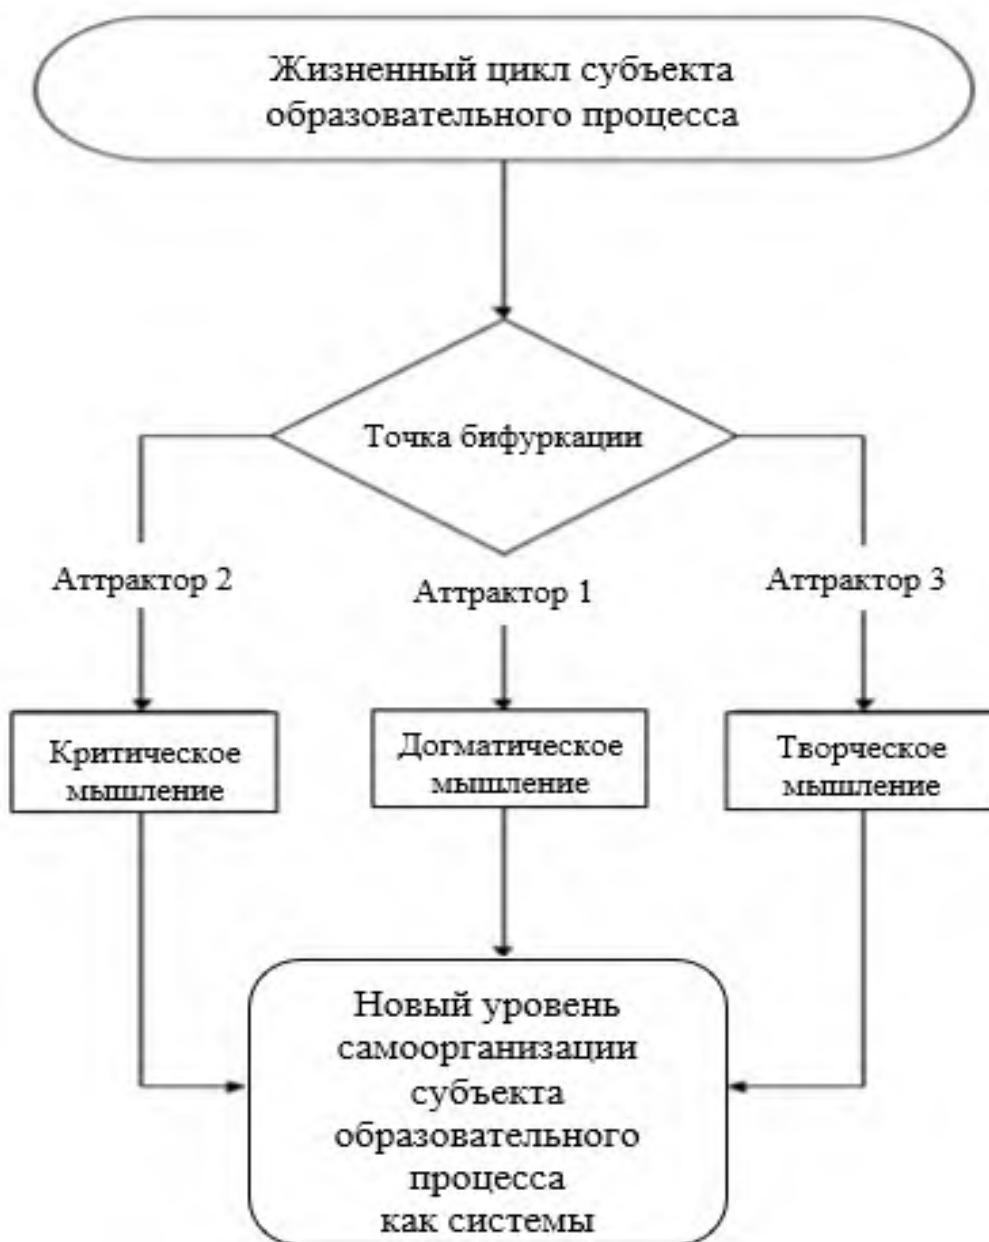 Жизненный цикл субъекта
образовательного процесса
Точка бифуркации
Аттрактор 2
Аттрактор 1
Аттрактор 3
Критическое
мышление
Догматическое
мышление
Творческое
мышление
Новый уровень
самоорганизации
субъекта
образовательного
процесса
как системы